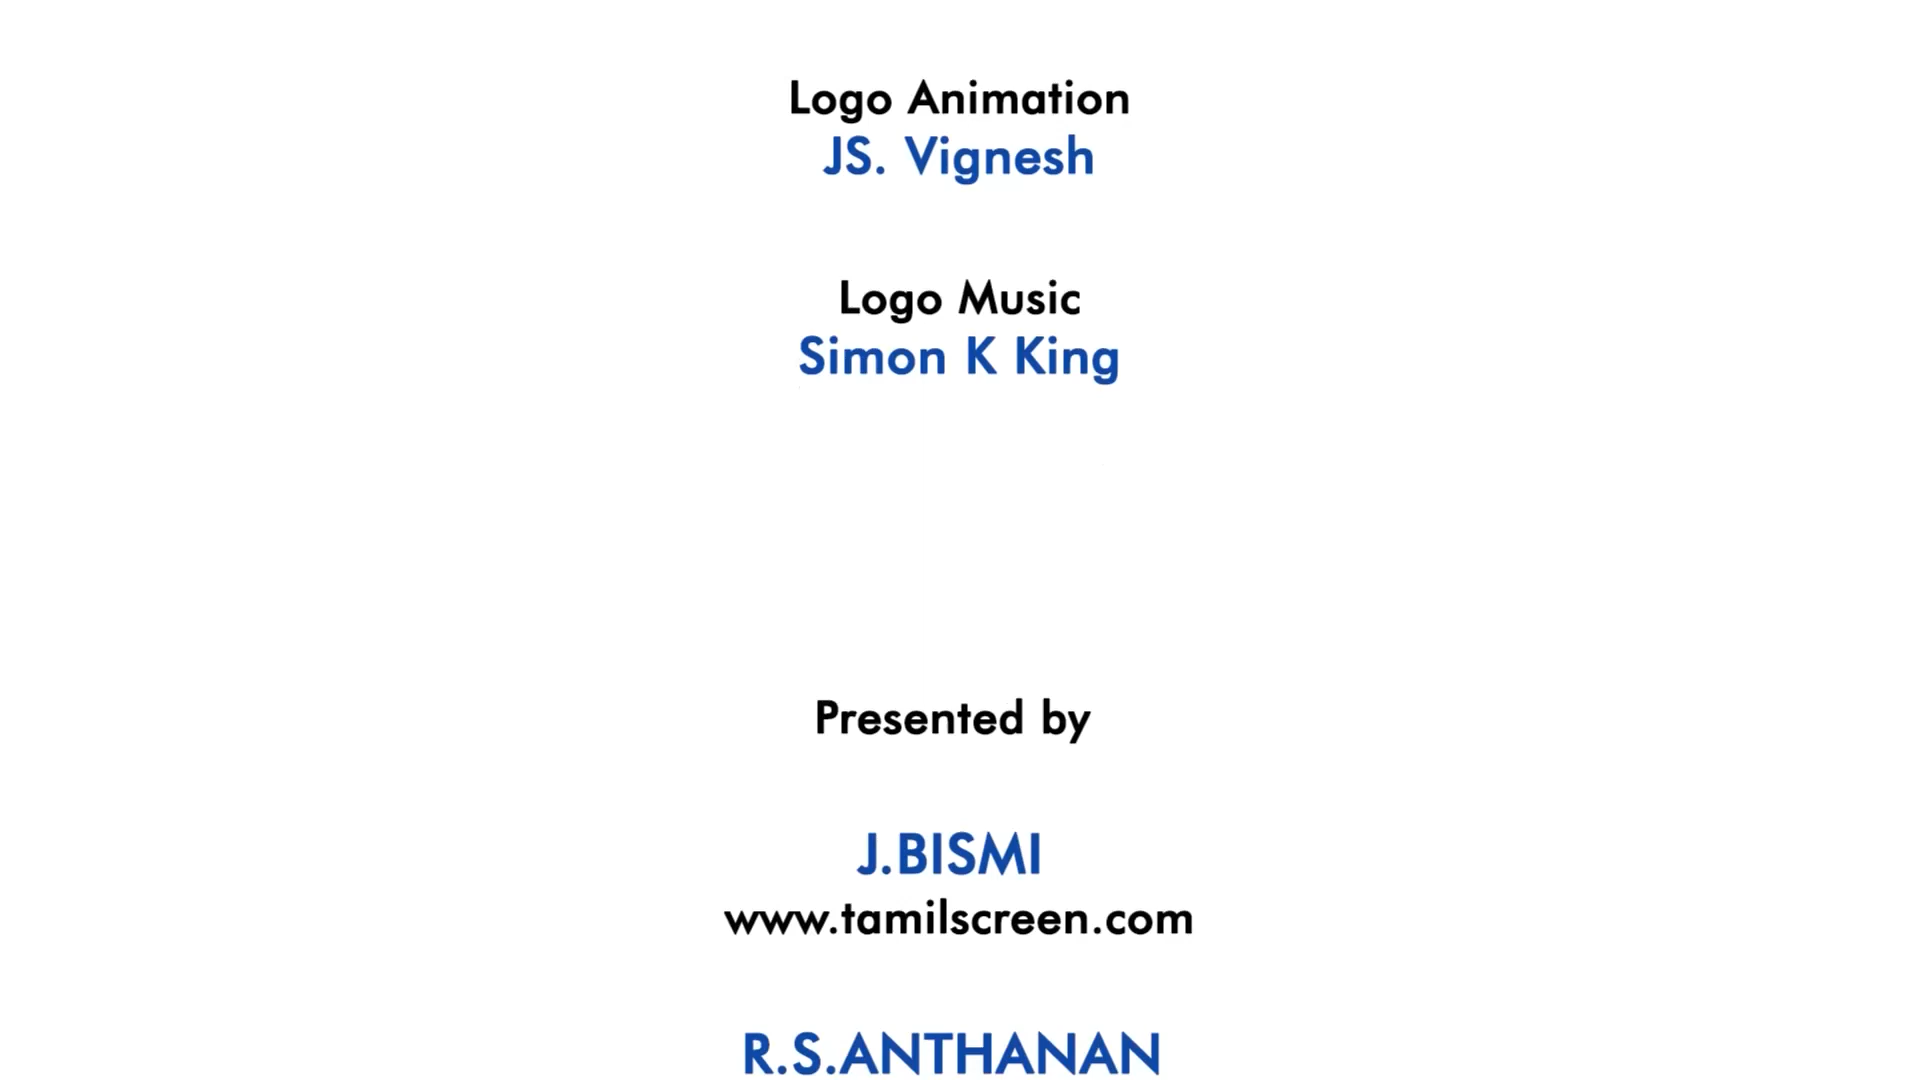 Logo Animation
JS. Vignesh
Logo Music
Simon K King
Presented by
J.BISMI
www.tamilscreen.com
R.S.ANTHANAN